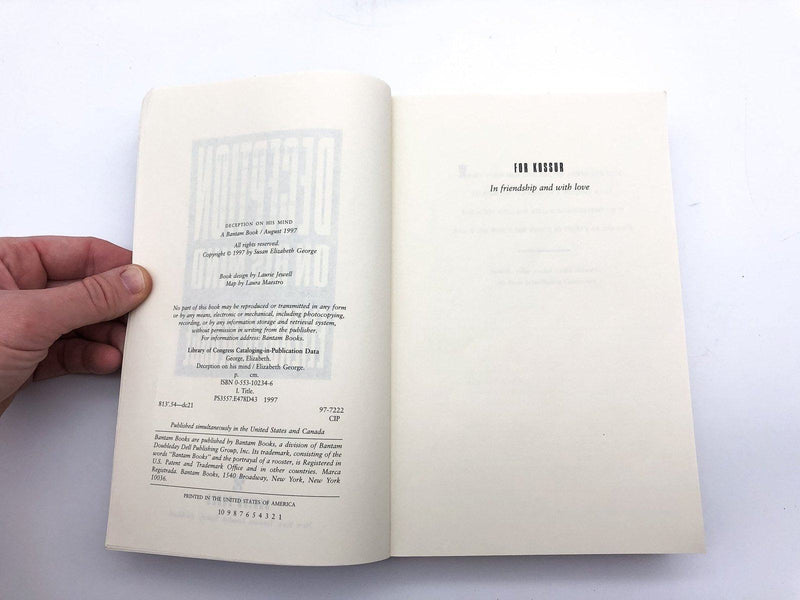 DECEPTION ON HIS MIND
A Bantam Book / August 1997
All rights reserved.
Copyright © 1997 by Susan Elizabeth George
Book design by Laurie Jewell
Map by Laura Maestro
No part of this book may be reproduced or transmitted in any form
or by any means, electronic or mechanical, including photocopying,
recording, or by any information storage and retrieval system,
without permission in writing from the publisher.
For information address: Bantam Books.
Library of Congress Cataloging-in-Publication Data
George, Elizabeth.
Deception on his mind / Elizabeth George.
p. cm.
ISBN 0-553-10234-6
I. Title.
PS3557.E478D43 1997
813'.54—dc21
97-7222
CIP
Published simultaneously in the United States and Canada
Bantam Books are published by Bantam Books, a division of Bantam
Doubleday Dell Publishing Group, Inc. Its trademark, consisting of the
words "Bantam Books" and the portrayal of a rooster, is Registered in
U.S. Patent and Trademark Office and in other countries. Marca
Registrada. Bantam Books, 1540 Broadway, New York, New York
10036.
PRINTED IN THE UNITED STATES OF AMERICA
10 9 8 7 6 5 4 3 2 1
FOR KOSSUR
In friendship and with love